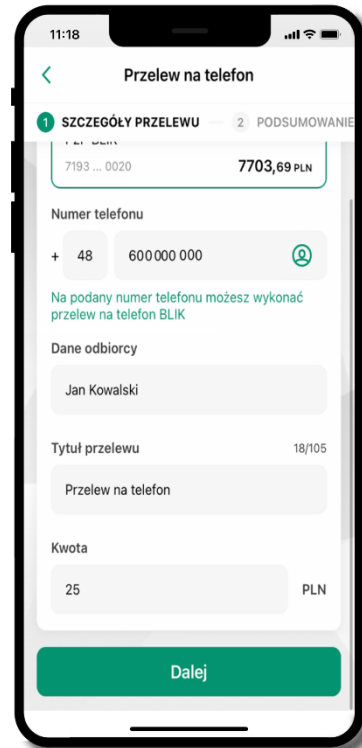 11:18
Przelew na telefon
1 SZCZEGÓŁY PRZELEWU 2 PODSUMOWANIE
7193 ... 0020 7703,69 PLN
Numer telefonu
+ 48 600 000 000
Na podany numer telefonu możesz wykonać
przelew na telefon BLIK
Dane odbiorcy
Jan Kowalski
Tytuł przelewu 18/105
Przelew na telefon
Kwota
25 PLN
Dalej